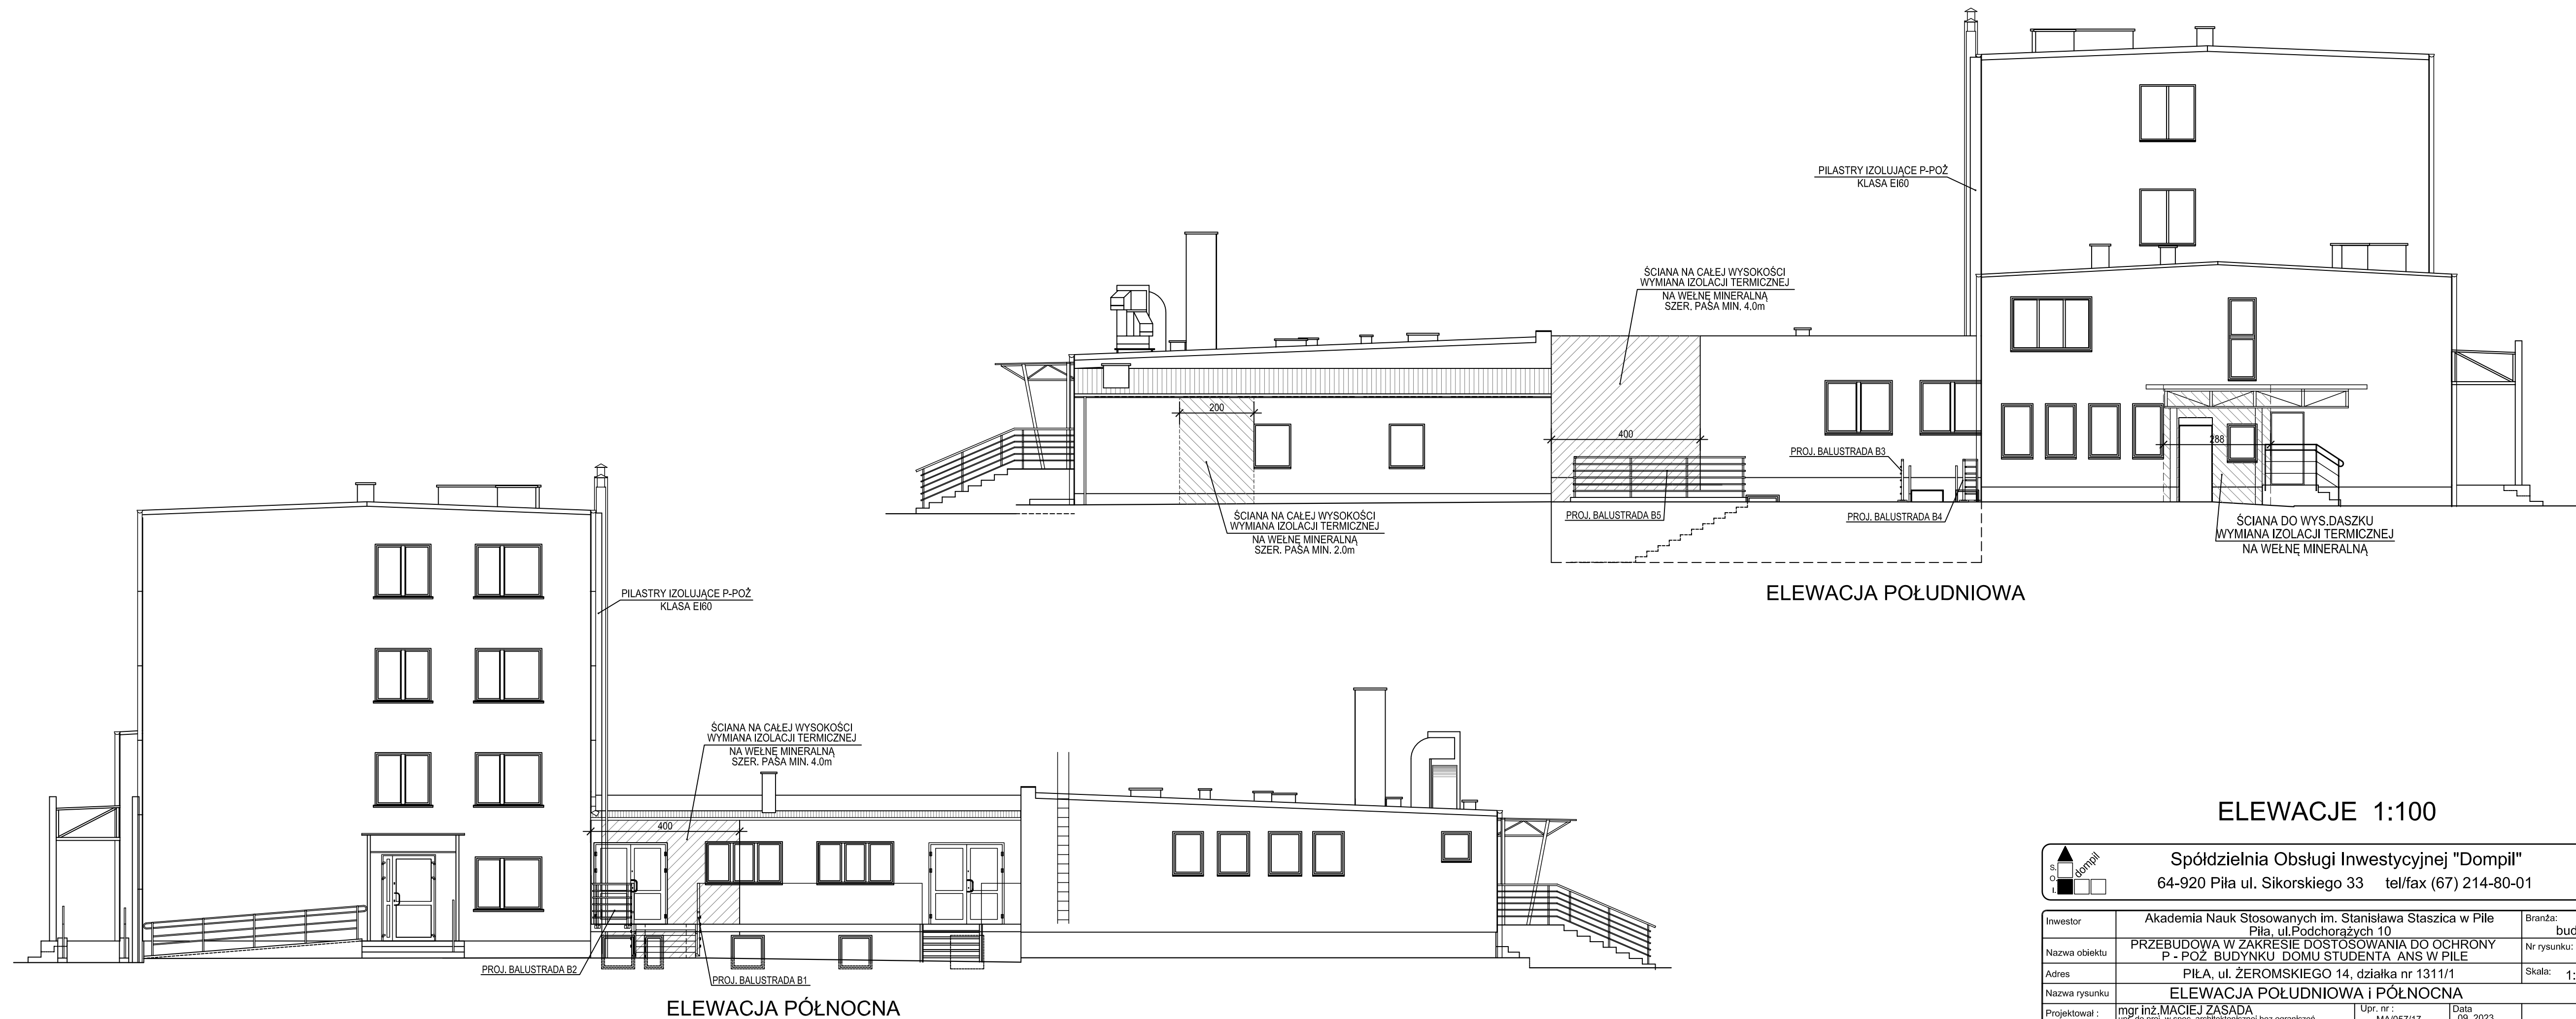 PILASTRY IZOLUJĄCE P-POŻ
KLASA EI60
ŚCIANA NA CAŁEJ WYSOKOŚCI
WYMIANA IZOLACJI TERMICZNEJ
NA WEŁNĘ MINERALNĄ
SZER. PASA MIN. 4.0m
200
400
288
PROJ. BALUSTRADA B3
PROJ. BALUSTRADA B5
PROJ. BALUSTRADA B4
ŚCIANA NA CAŁEJ WYSOKOŚCI
WYMIANA IZOLACJI TERMICZNEJ
NA WEŁNĘ MINERALNĄ
SZER. PASA MIN. 2.0m
ŚCIANA DO WYS.DASZKU
WYMIANA IZOLACJI TERMICZNEJ
NA WEŁNĘ MINERALNĄ
ELEWACJA POŁUDNIOWA
PILASTRY IZOLUJĄCE P-POŻ
KLASA EI60
ŚCIANA NA CAŁEJ WYSOKOŚCI
WYMIANA IZOLACJI TERMICZNEJ
NA WEŁNĘ MINERALNĄ
SZER. PASA MIN. 4.0m
400
PROJ. BALUSTRADA B2
PROJ. BALUSTRADA B1
ELEWACJA PÓŁNOCNA
ELEWACJE 1:100
S.
O.
I.
dompil
Spółdzielnia Obsługi Inwestycyjnej "Dompil"
64-920 Piła ul. Sikorskiego 33 tel/fax (67) 214-80-01
Inwestor
Akademia Nauk Stosowanych im. Stanisława Staszica w Pile
Piła, ul.Podchorążych 10
Branża:
bud
Nazwa obiektu
PRZEBUDOWA W ZAKRESIE DOSTOSOWANIA DO OCHRONY
P - POŻ BUDYNKU DOMU STUDENTA ANS W PILE
Nr rysunku:
Adres
PIŁA, ul. ŻEROMSKIEGO 14, działka nr 1311/1
Skala: 1:
Nazwa rysunku
ELEWACJA POŁUDNIOWA i PÓŁNOCNA
Projektował :
mgr inż.MACIEJ ZASADA
Upr. nr :
Data
09. 2023